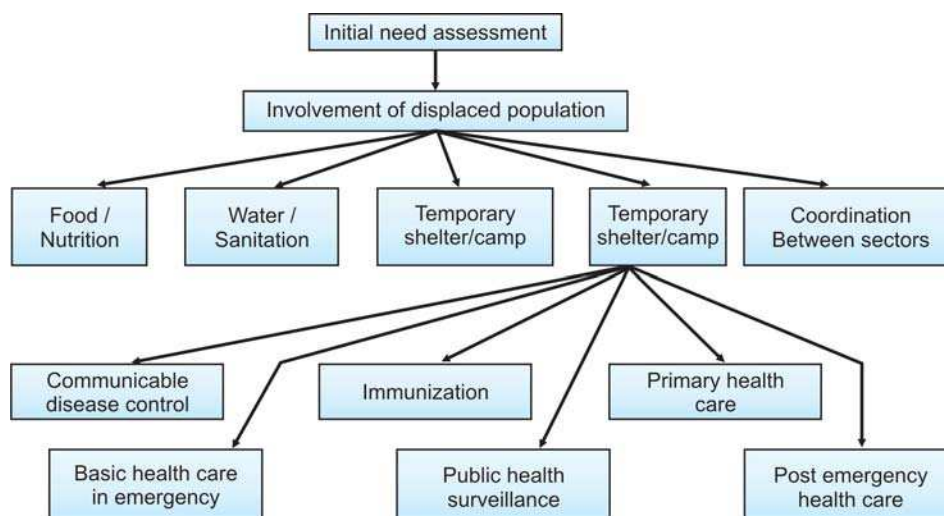 Initial need assessment
Involvement of displaced population
Food /
Nutrition
Water /
Sanitation
Temporary
shelter/camp
Temporary
shelter/camp
Coordination
Between sectors
Communicable
disease control
Immunization
Primary health
care
Basic health care
in emergency
Public health
surveillance
Post emergency
health care